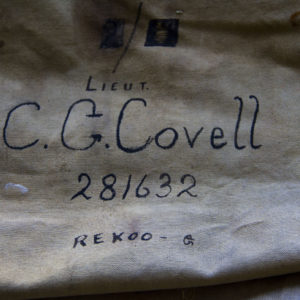 LIEUT.
C. G. Covell
281632
REKOO - G